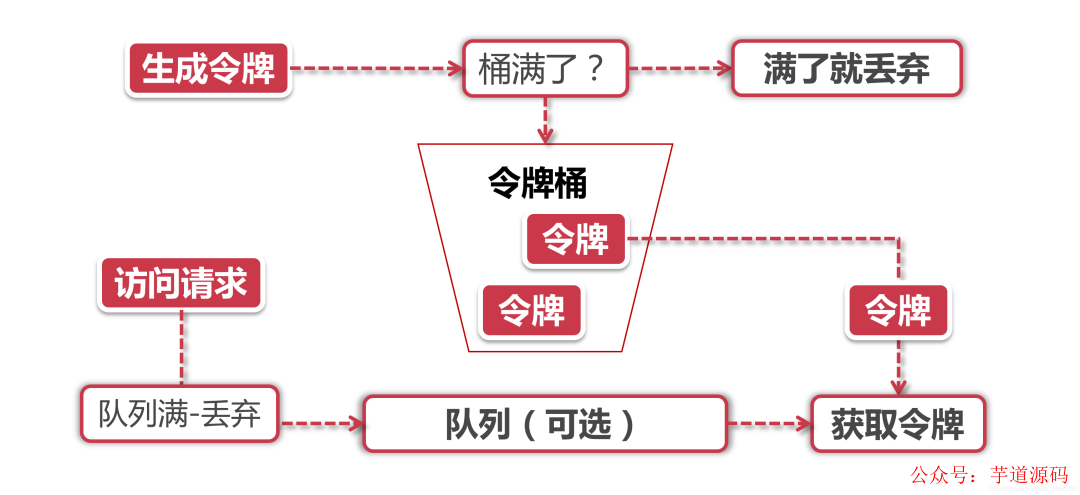 生成令牌
桶满了？
满了就丢弃
令牌桶
令牌
令牌
访问请求
令牌
队列满-丢弃
队列（可选）
获取令牌
公众号：芋道源码